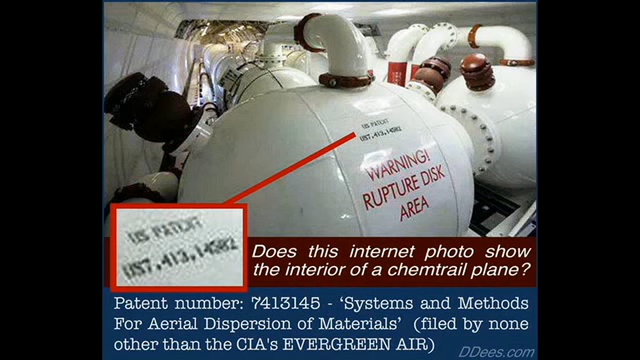 US PATENT
US7,413,145B2
WARNING!
RUPTURE DISK
AREA
US PATENT
US7,413,145B2
Does this internet photo show
the interior of a chemtrail plane?
Patent number: 7413145 - ‘Systems and Methods
For Aerial Dispersion of Materials’ (filed by none
other than the CIA's EVERGREEN AIR)
DDees.com